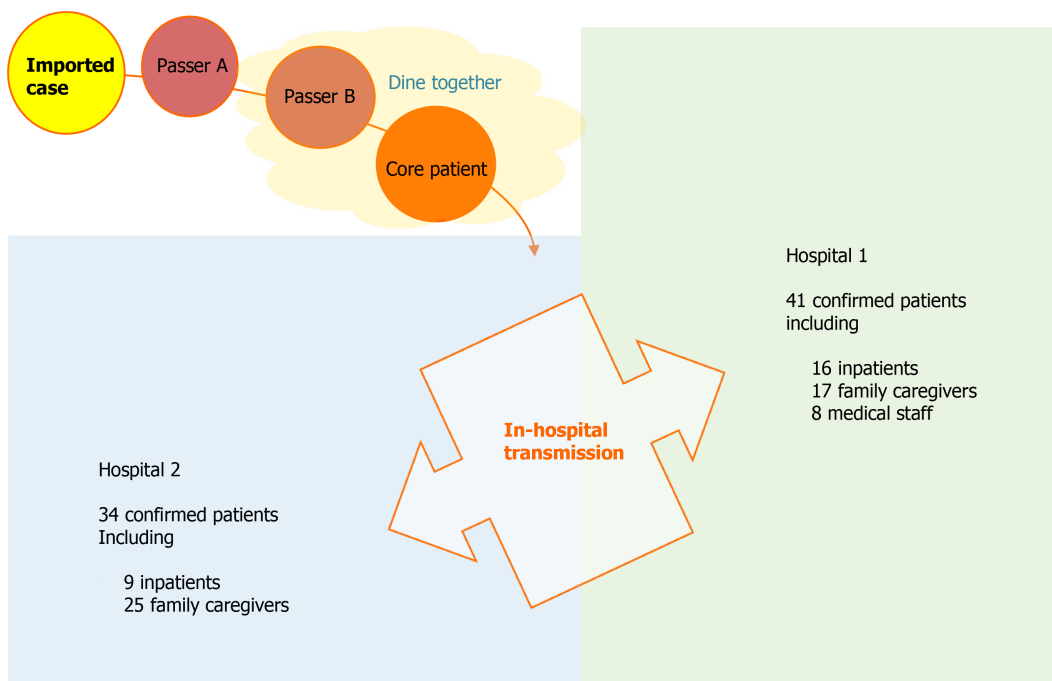 Imported
case
Passer A
Passer B
Dine together
Core patient
Hospital 1
41 confirmed patients
including
16 inpatients
17 family caregivers
8 medical staff
In-hospital
transmission
Hospital 2
34 confirmed patients
Including
9 inpatients
25 family caregivers